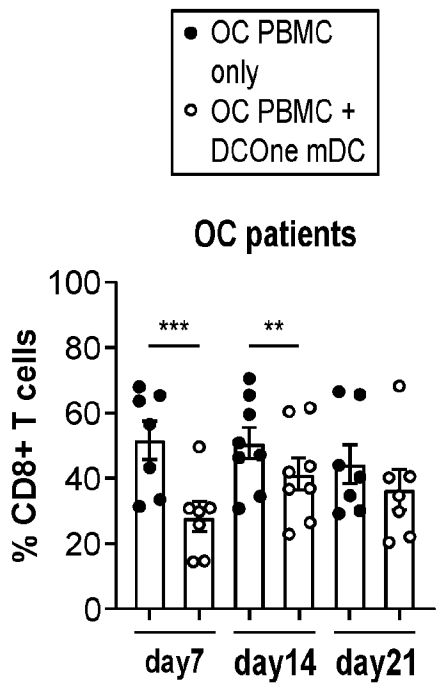 OC PBMC
only
OC PBMC +
DCOne mDC
OC patients
% CD8+ T cells
100
80
60
40
20
0
***
**
day7
day14
day21